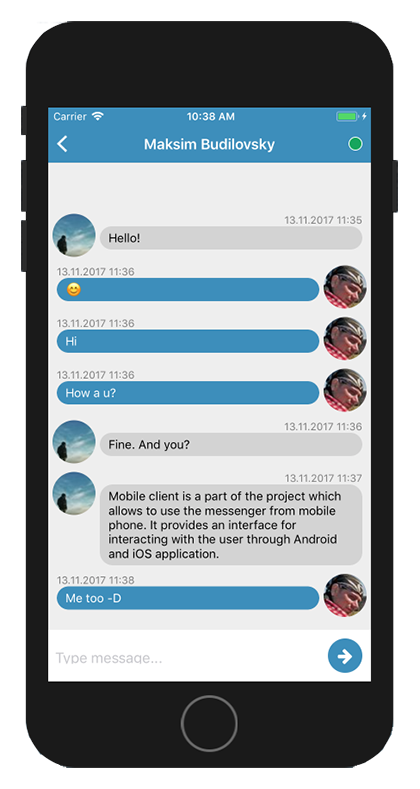 Carrier 10:38 AM
Maksim Budilovsky
13.11.2017 11:35
Hello!
13.11.2017 11:36
😊
13.11.2017 11:36
Hi
13.11.2017 11:36
How a u?
13.11.2017 11:36
Fine. And you?
13.11.2017 11:37
Mobile client is a part of the project which
allows to use the messenger from mobile
phone. It provides an interface for
interacting with the user through Android
and iOS application.
13.11.2017 11:38
Me too -D
Type message...